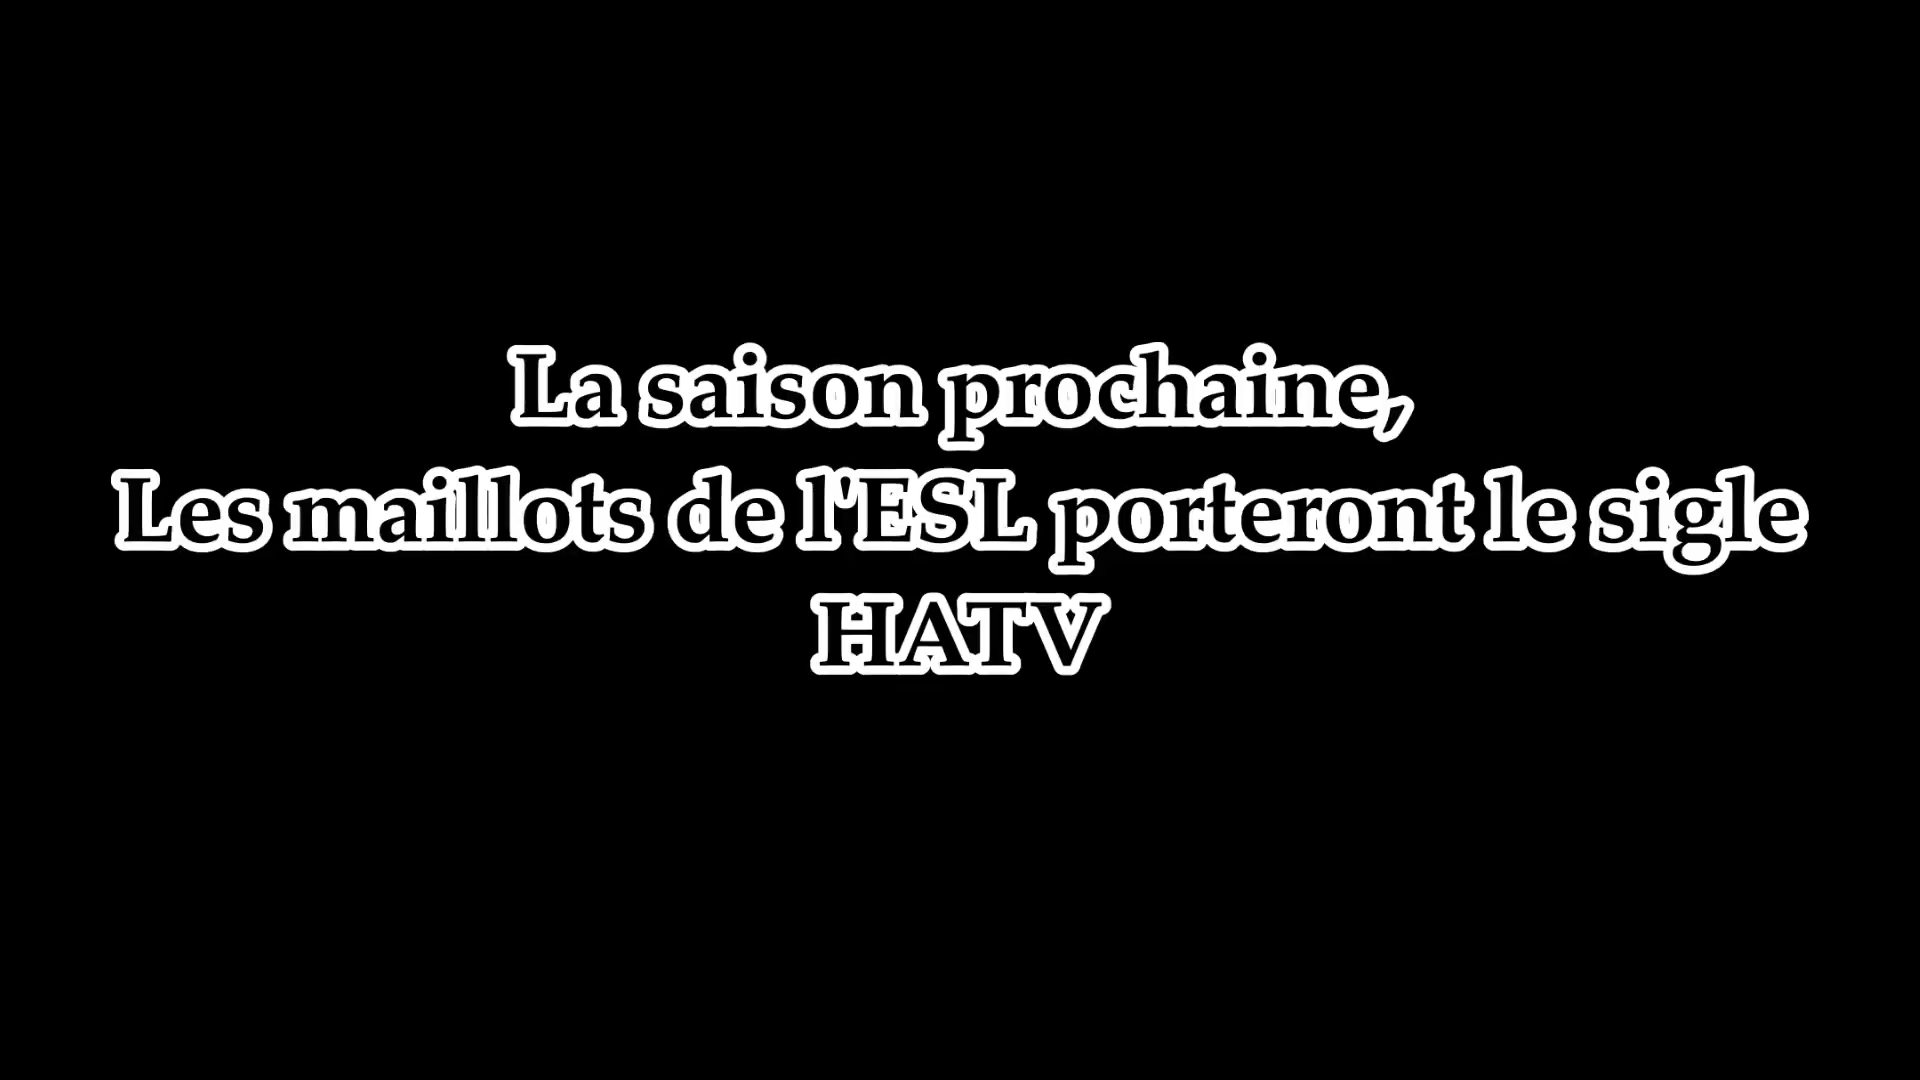 La saison prochaine,
Les maillots de l'ESL porteront le sigle
HATV